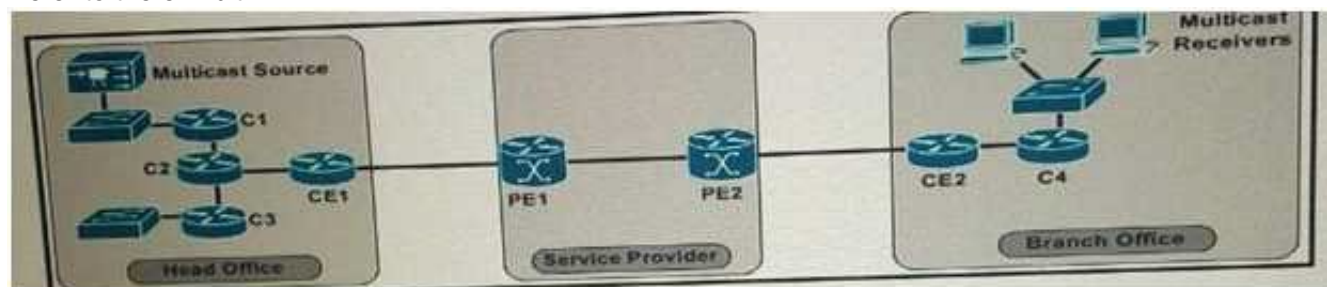 Multicast Source
C1
C2
CE1
C3
Head Office
PE1
PE2
Service Provider
Multicast
Receivers
CE2
C4
Branch Office